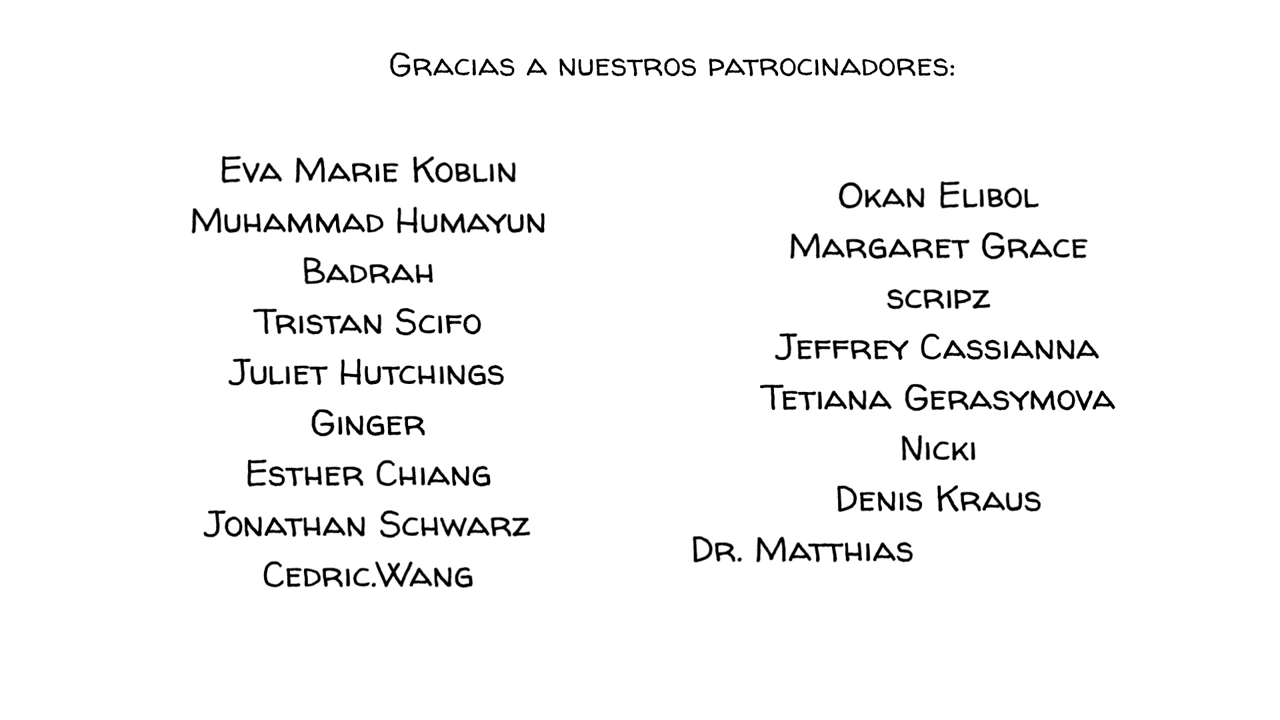 Gracias a nuestros patrocinadores:
Eva Marie Koblin
Muhammad Humayun
Badrah
Tristan Scifo
Juliet Hutchings
Ginger
Esther Chiang
Jonathan Schwarz
Cedric.Wang
Okan Elibol
Margaret Grace
scripz
Jeffrey Cassianna
Tetiana Gerasymova
Nicki
Denis Kraus
Dr. Matthias